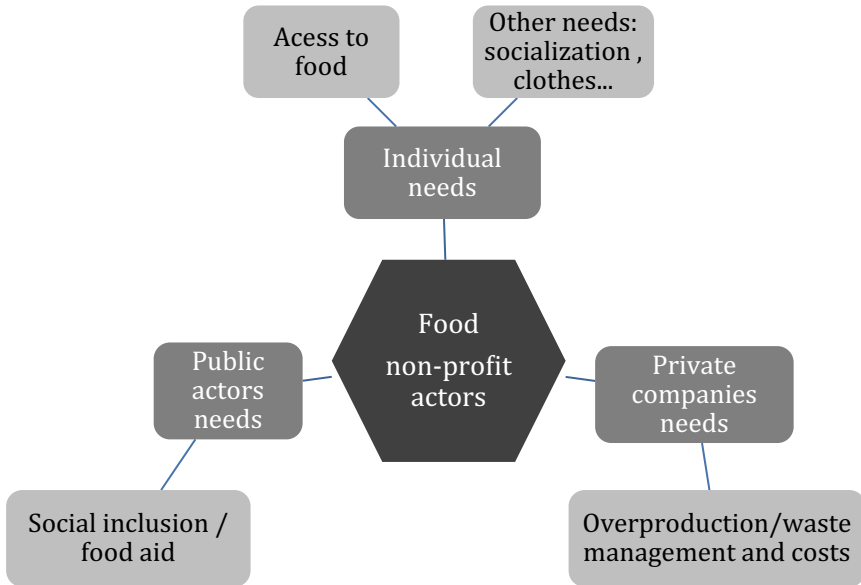 Acess to
food
Other needs:
socialization ,
clothes...
Individual
needs
Food
non-profit
actors
Public
actors
needs
Private
companies
needs
Social inclusion /
food aid
Overproduction/waste
management and costs